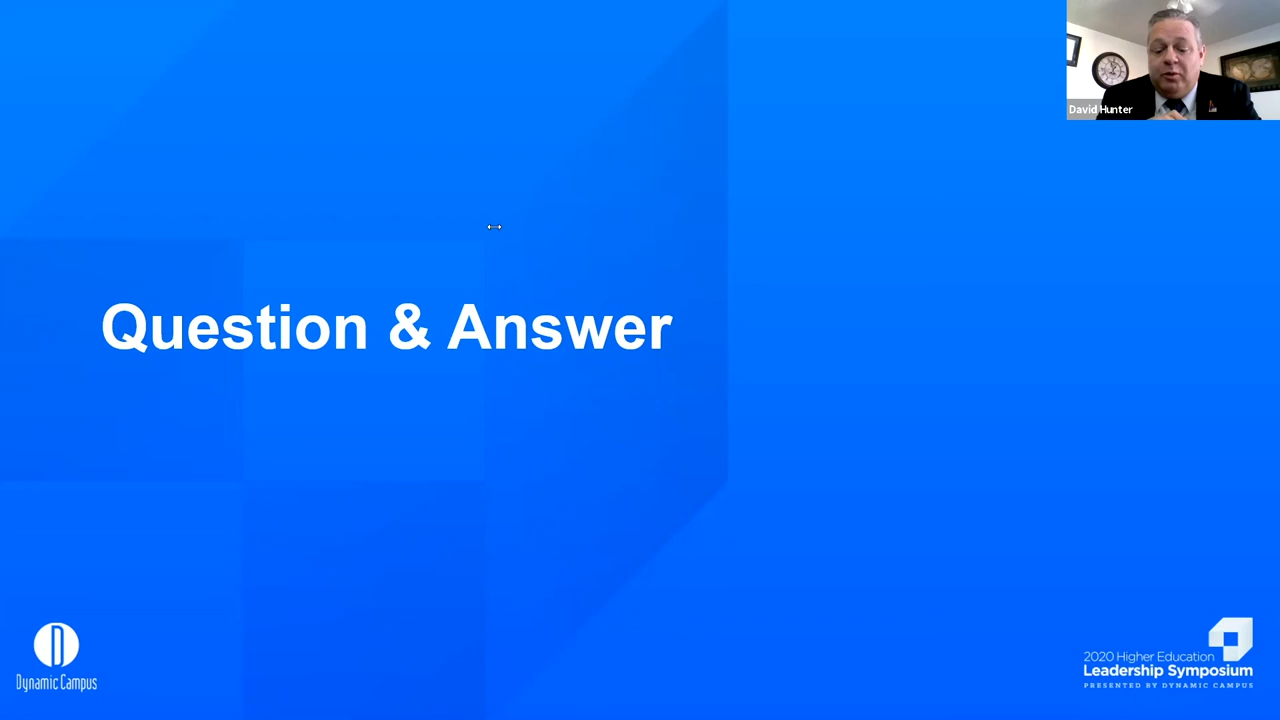 David Hunter
Question & Answer
Dynamic Campus
2020 Higher Education
Leadership Symposium
PRESENTED BY DYNAMIC CAMPUS